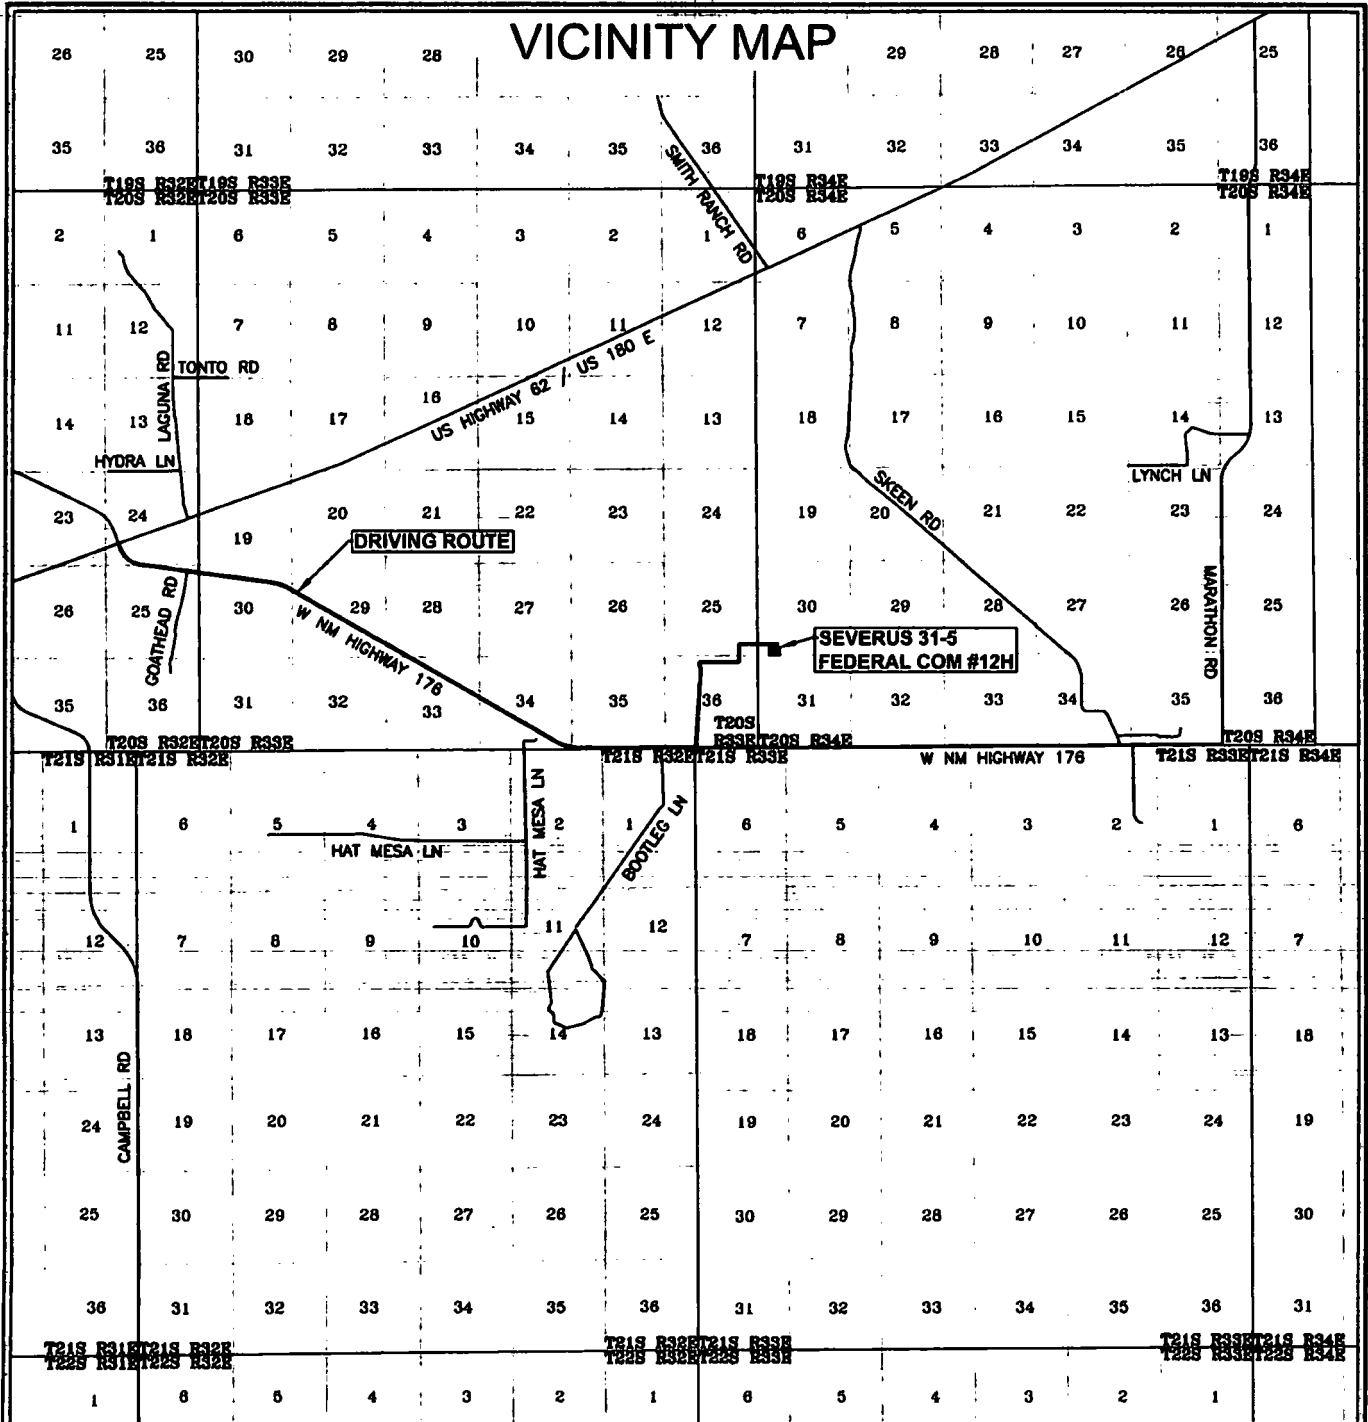 VICINITY MAP
26 25 30 29 28 29 28 27 26 25
35 36 31 32 33 34 35 36 31 32 33 34 35 36
SMITH RANCH RD
T19S R32E T19S R33E T19S R34E T19S R34E
T20S R32E T20S R33E T20S R34E T20S R34E
2 1 6 5 4 3 2 1 6 5 4 3 2 1
11 12 7 8 9 10 11 12 7 8 9 10 11 12
LAGUNA RD
TONTO RD
US HIGHWAY 62 / US 180 E
14 13 18 17 16 15 14 13 18 17 16 15 14 13
HYDRA LN
LYNCH LN
SKEEN RD
23 24 19 20 21 22 23 24 19 20 21 22 23 24
DRIVING ROUTE
MARATHON RD
GOATHEAD RD
26 25 30 29 28 27 26 25 30 29 28 27 26 25
W NM HIGHWAY 176
SEVERUS 31-5
FEDERAL COM #12H
35 36 31 32 33 34 35 36 31 32 33 34 35 36
T20S
T20S R32E T20S R33E R33E T20S R34E T20S R34E
T21S R31E T21S R32E T21S R32E T21S R33E W NM HIGHWAY 176 T21S R33E T21S R34E
1 6 5 4 3 2 1 6 5 4 3 2 1 6
HAT MESA LN
HAT MESA LN
BOOTLEG LN
12 7 8 9 10 11 12 7 8 9 10 11 12 7
13 18 17 16 15 14 13 18 17 16 15 14 13 18
CAMPBELL RD
24 19 20 21 22 23 24 19 20 21 22 23 24 19
25 30 29 28 27 26 25 30 29 28 27 26 25 30
36 31 32 33 34 35 36 31 32 33 34 35 36 31
T21S R31E T21S R32E T21S R32E T21S R33E T21S R33E T21S R34E
T22S R31E T22S R32E T22S R32E T22S R33E T22S R33E T22S R34E
1 6 5 4 3 2 1 6 5 4 3 2 1